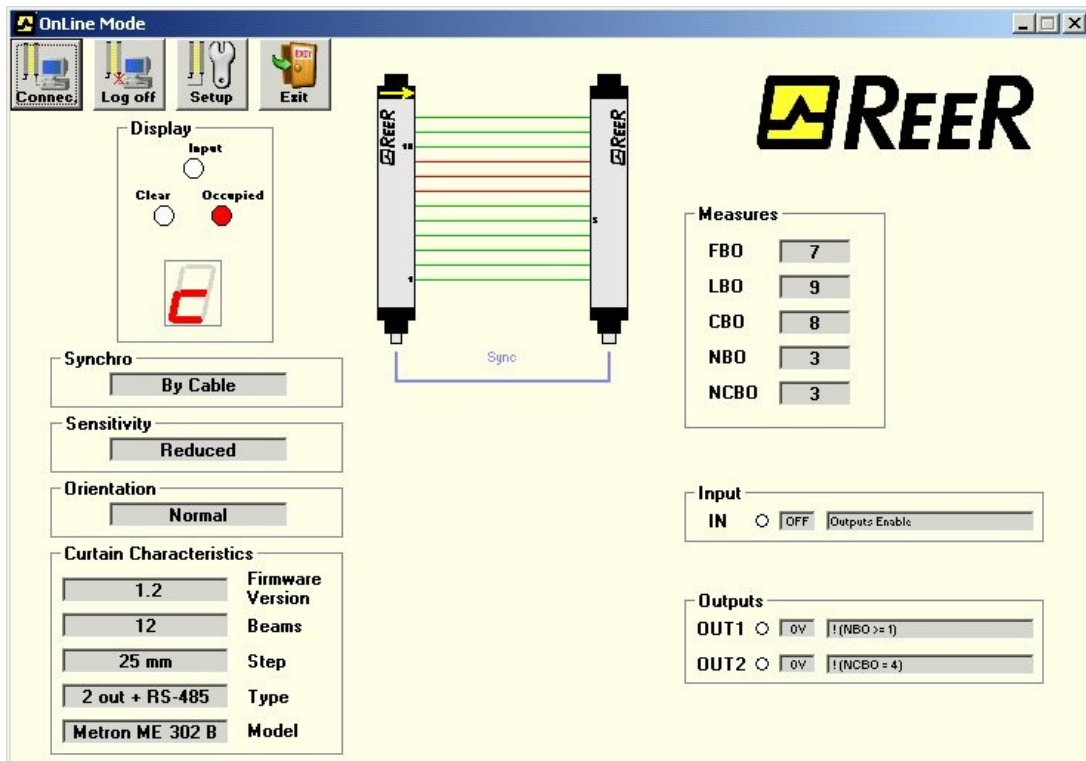 OnLine Mode
Connec.
Log off
Setup
EXIT
Exit
Display
Input
Clear
Occupied
c
ReeR
10
1
ReeR
5
Sync
REER
Synchro
By Cable
Sensitivity
Reduced
Orientation
Normal
Curtain Characteristics
1.2 Firmware Version
12 Beams
25 mm Step
2 out + RS-485 Type
Metron ME 302 B Model
Measures
FBO 7
LBO 9
CBO 8
NBO 3
NCBO 3
Input
IN OFF Outputs Enable
Outputs
OUT1 0V !(NBO >= 1)
OUT2 0V !(NCBO = 4)